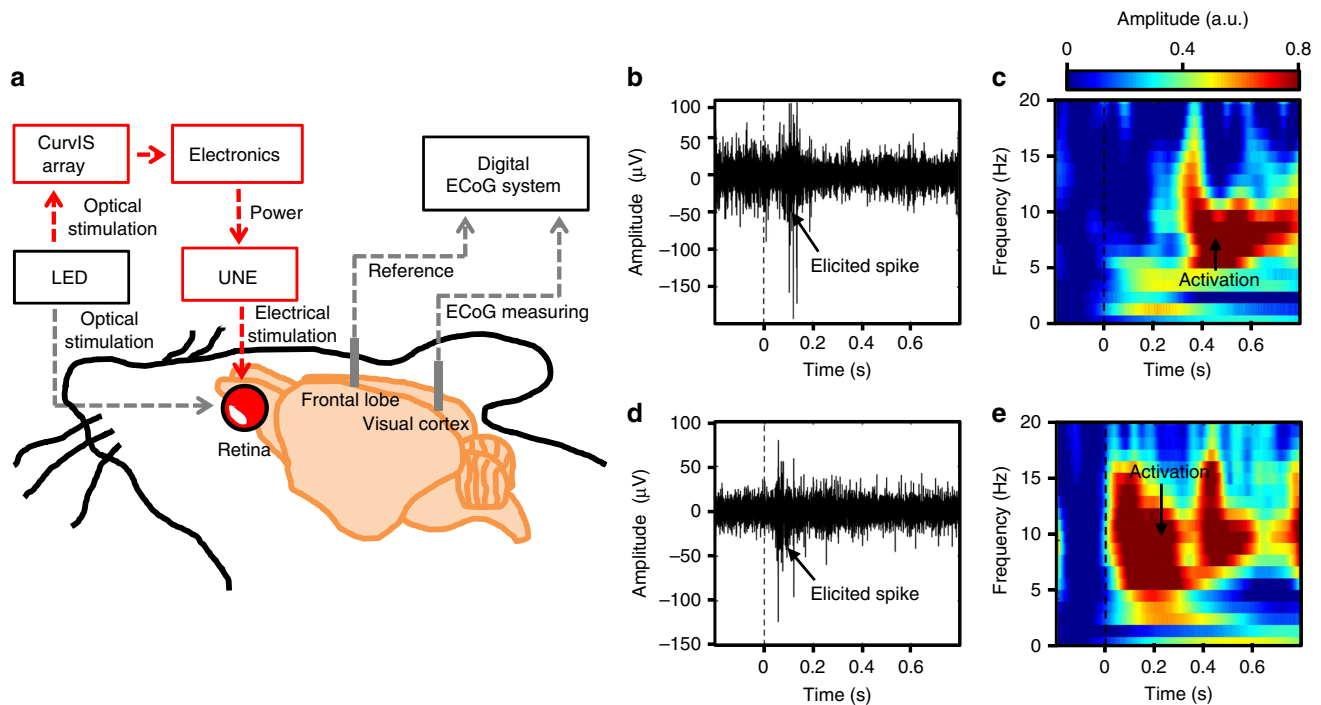 a
CurvIS
array
Electronics
Digital
ECoG system
Optical
stimulation
Power
LED
UNE
Reference
Optical
stimulation
Electrical
stimulation
ECoG measuring
Frontal lobe
Visual cortex
Retina
b
100
50
0
−50
−100
−150
Amplitude (μV)
Elicited spike
0
0.2
0.4
0.6
Time (s)
Amplitude (a.u.)
0
0.4
0.8
c
20
15
10
5
0
Frequency (Hz)
Activation
0
0.2
0.4
0.6
Time (s)
d
100
50
0
−50
−100
−150
Amplitude (μV)
Elicited spike
0
0.2
0.4
0.6
Time (s)
e
20
15
10
5
0
Frequency (Hz)
Activation
0
0.2
0.4
0.6
Time (s)